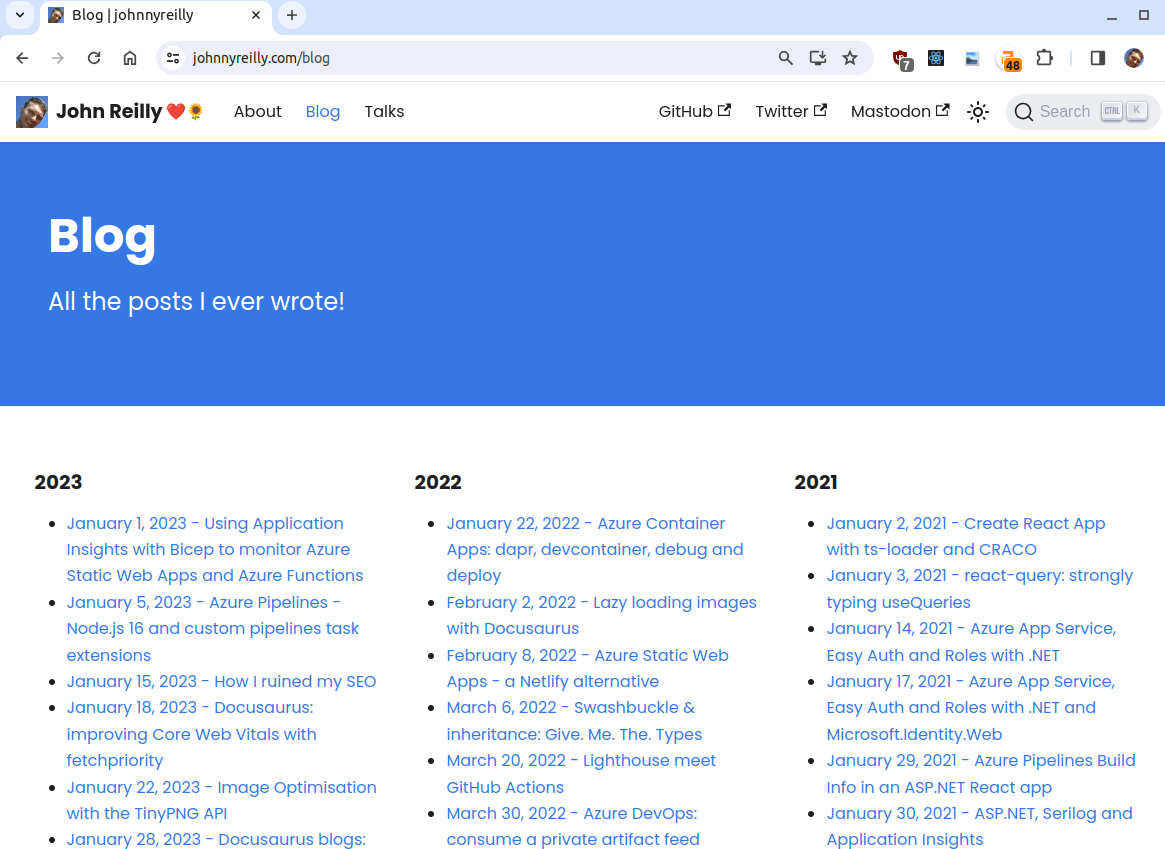 Blog | johnnyreilly
johnnyreilly.com/blog
7
48
John Reilly ❤️🌻 About Blog Talks GitHub Twitter Mastodon Search CTRL K
Blog
All the posts I ever wrote!
2023
January 1, 2023 - Using Application
Insights with Bicep to monitor Azure
Static Web Apps and Azure Functions
January 5, 2023 - Azure Pipelines -
Node.js 16 and custom pipelines task
extensions
January 15, 2023 - How I ruined my SEO
January 18, 2023 - Docusaurus:
improving Core Web Vitals with
fetchpriority
January 22, 2023 - Image Optimisation
with the TinyPNG API
January 28, 2023 - Docusaurus blogs:
2022
January 22, 2022 - Azure Container
Apps: dapr, devcontainer, debug and
deploy
February 2, 2022 - Lazy loading images
with Docusaurus
February 8, 2022 - Azure Static Web
Apps - a Netlify alternative
March 6, 2022 - Swashbuckle &
inheritance: Give. Me. The. Types
March 20, 2022 - Lighthouse meet
GitHub Actions
March 30, 2022 - Azure DevOps:
consume a private artifact feed
2021
January 2, 2021 - Create React App
with ts-loader and CRACO
January 3, 2021 - react-query: strongly
typing useQueries
January 14, 2021 - Azure App Service,
Easy Auth and Roles with .NET
January 17, 2021 - Azure App Service,
Easy Auth and Roles with .NET and
Microsoft.Identity.Web
January 29, 2021 - Azure Pipelines Build
Info in an ASP.NET React app
January 30, 2021 - ASP.NET, Serilog and
Application Insights